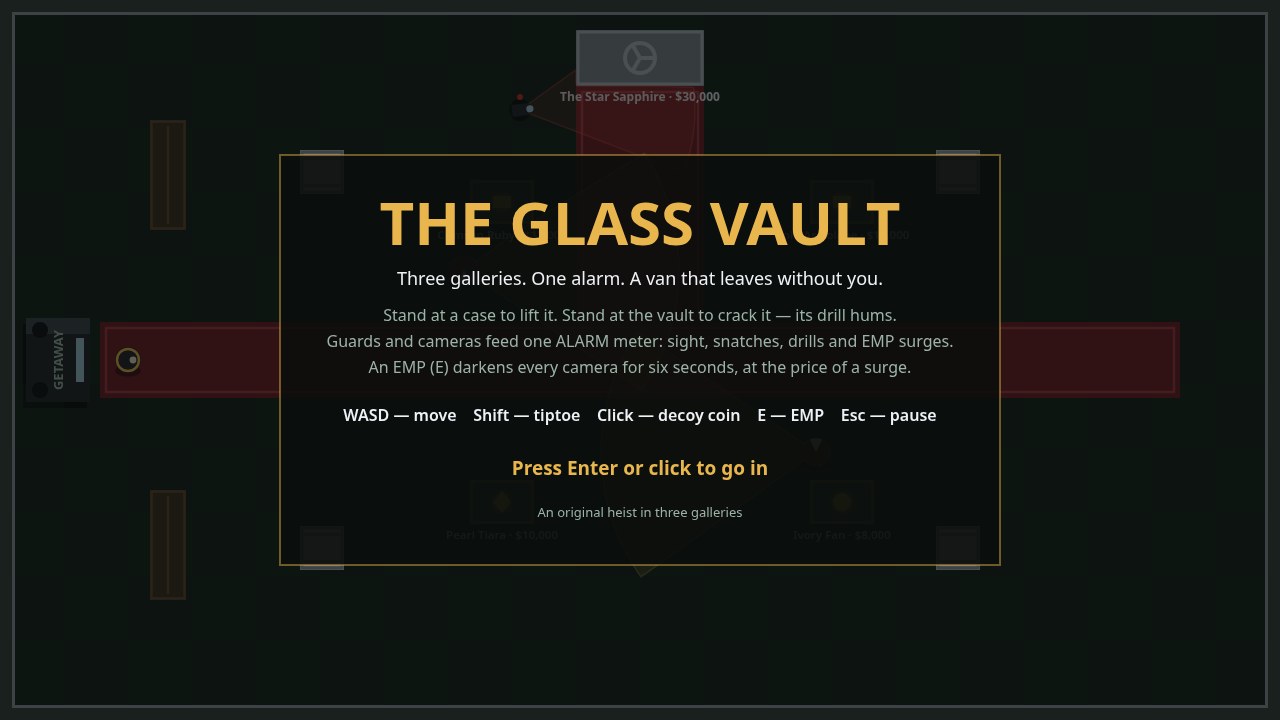 The Star Sapphire · $30,000
THE GLASS VAULT
Three galleries. One alarm. A van that leaves without you.
Stand at a case to lift it. Stand at the vault to crack it — its drill hums.
Guards and cameras feed one ALARM meter: sight, snatches, drills and EMP surges.
An EMP (E) darkens every camera for six seconds, at the price of a surge.
GETAWAY
WASD — move Shift — tiptoe Click — decoy coin E — EMP Esc — pause
Press Enter or click to go in
An original heist in three galleries
Pearl Tiara · $10,000
Ivory Fan · $8,000